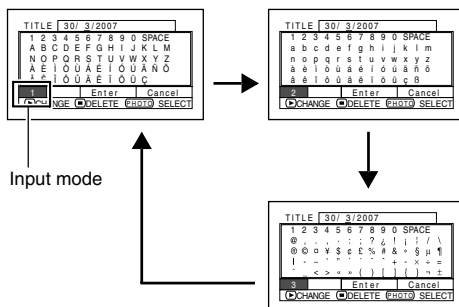 TITLE 30/ 3/2007
1 2 3 4 5 6 7 8 9 0 SPACE
A B C D E F G H I J K L M
N O P Q R S T U V W X Y Z
À È Ì Ò Ù Á É Í Ó Ú Ã Ñ Õ
Ê Î Ô Û Ä Ë Ï Ö Ü Ç
1 Enter Cancel
CHANGE DELETE PHOTO SELECT
Input mode
TITLE 30/ 3/2007
1 2 3 4 5 6 7 8 9 0 SPACE
a b c d e f g h i j k l m
n o p q r s t u v w x y z
à è ì ò ù á é í ó ú ã ñ õ
â ê î ô û ä ë ï ö ü ç ß
2 Enter Cancel
CHANGE DELETE PHOTO SELECT
TITLE 30/ 3/2007
1 2 3 4 5 6 7 8 9 0 SPACE
@ , . · : ; ? ¿ ! ¡ ¦ / \
® © ¤ ¥ $ ¢ £ % # & ° § µ ¶
+ - × ÷ =
_ < > « » ( ) [ ] { } ¬ ±
3 Enter Cancel
CHANGE DELETE PHOTO SELECT